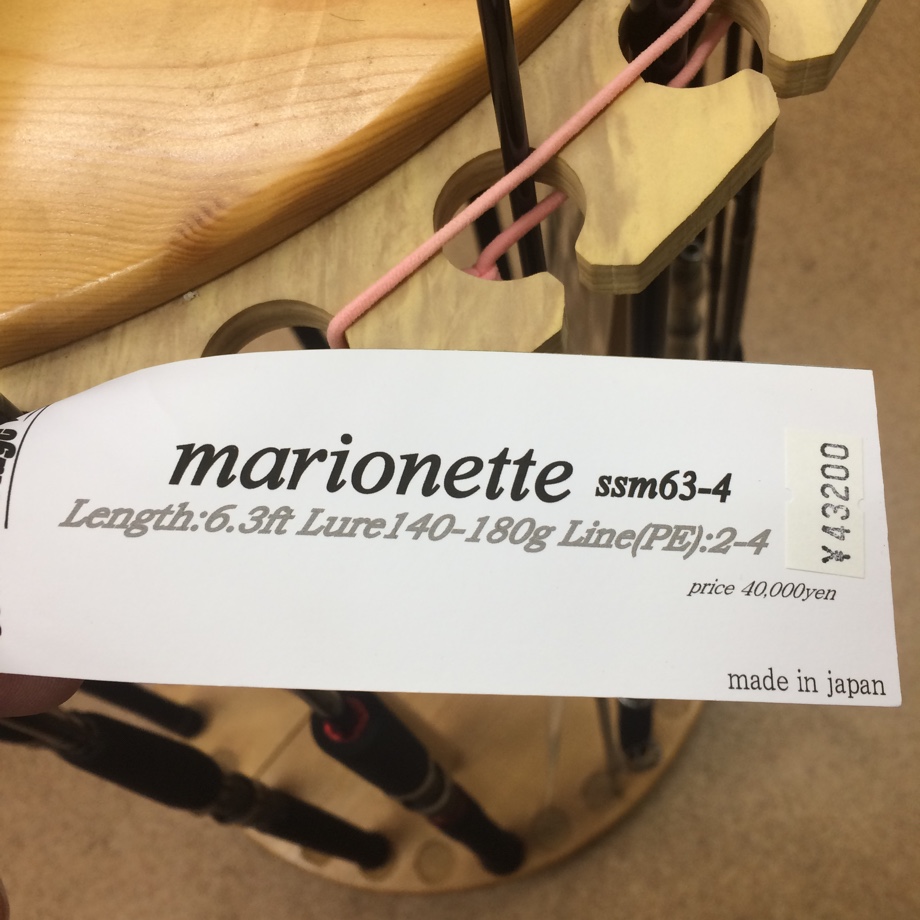 marionette ssm63-4
Length:6.3ft Lure140-180g Line(PE):2-4
¥43200
price 40,000yen
made in japan